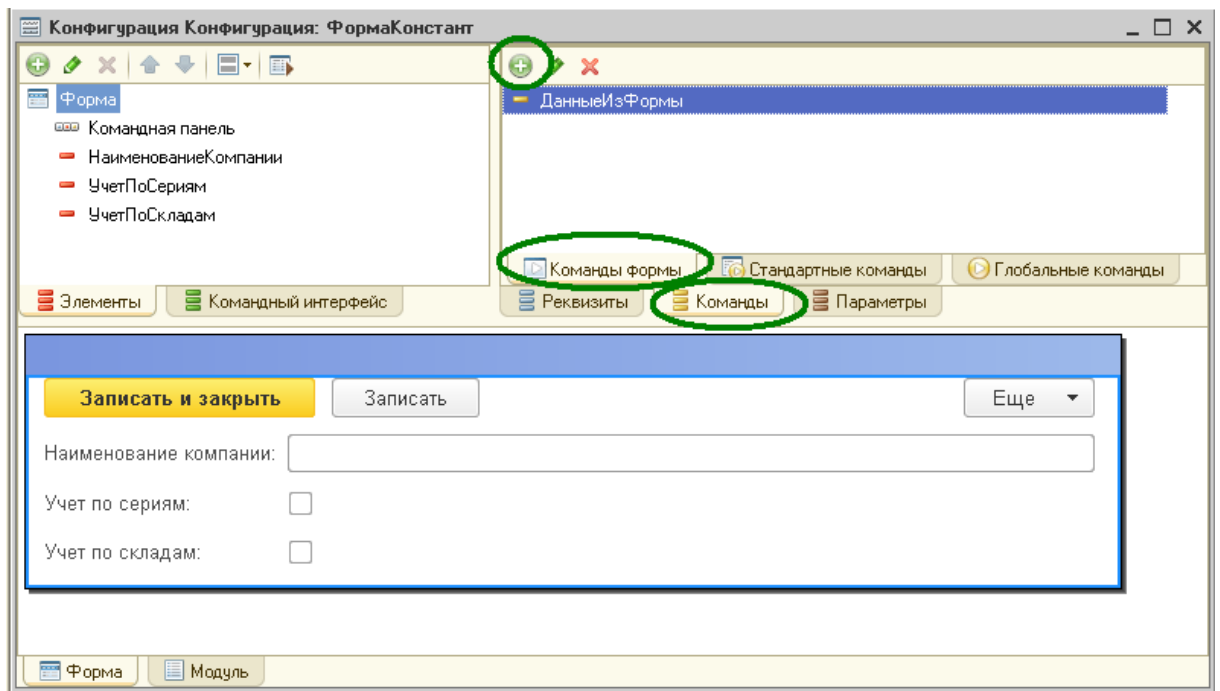 Конфигурация Конфигурация: ФормаКонстант
Форма
Командная панель
НаименованиеКомпании
УчетПоСериям
УчетПоСкладам
Элементы
Командный интерфейс
ДанныеИзФормы
Команды формы
Стандартные команды
Глобальные команды
Реквизиты
Команды
Параметры
Записать и закрыть
Записать
Еще
Наименование компании:
Учет по сериям:
Учет по складам:
Форма
Модуль